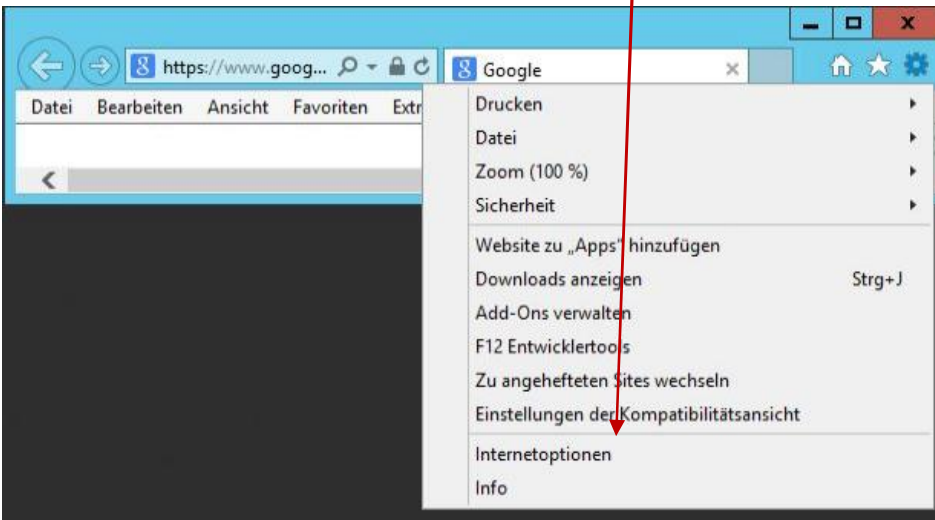 https://www.goog...
Google
Datei Bearbeiten Ansicht Favoriten Extr
Drucken
Datei
Zoom (100 %)
Sicherheit
Website zu „Apps“ hinzufügen
Downloads anzeigen Strg+J
Add-Ons verwalten
F12 Entwicklertools
Zu angehefteten Sites wechseln
Einstellungen der Kompatibilitätsansicht
Internetoptionen
Info